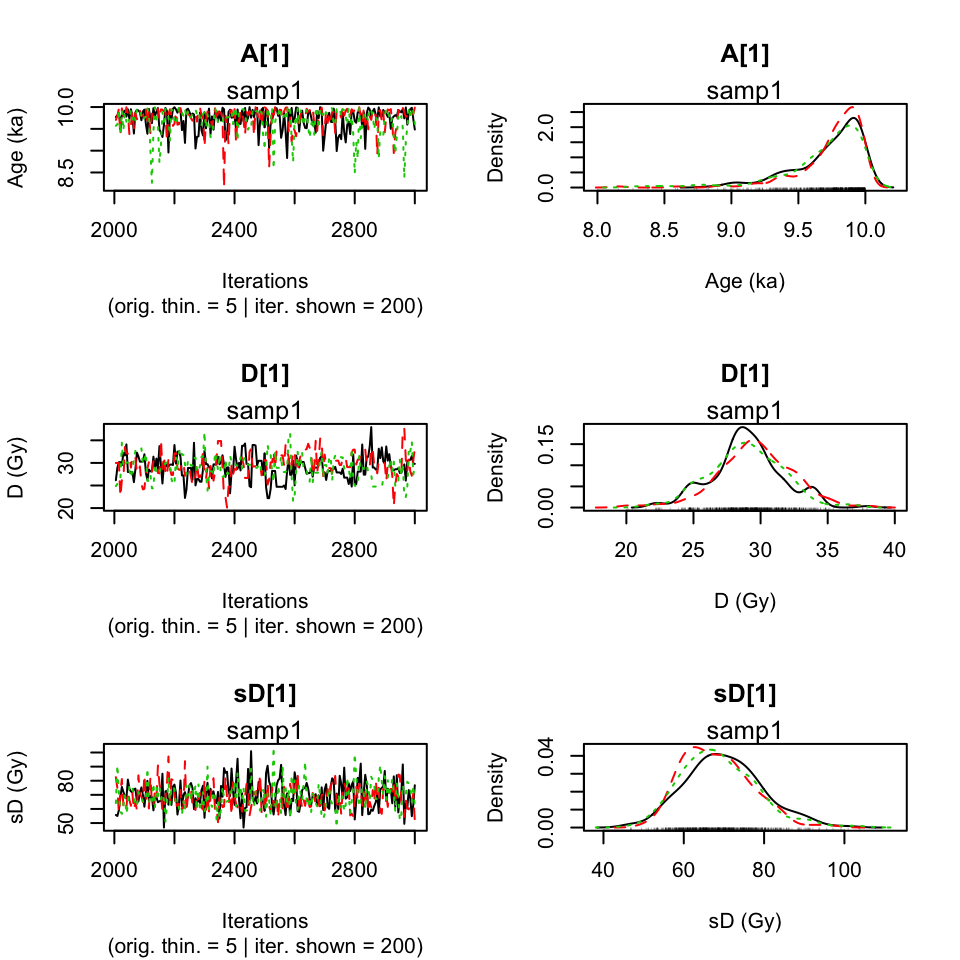 A[1]
samp1
Age (ka)
10.0
8.5
2000 2400 2800
Iterations
(orig. thin. = 5 | iter. shown = 200)
A[1]
samp1
Density
2.0
0.0
8.0 8.5 9.0 9.5 10.0
Age (ka)
D[1]
samp1
D (Gy)
30
20
2000 2400 2800
Iterations
(orig. thin. = 5 | iter. shown = 200)
D[1]
samp1
Density
0.15
0.00
20 25 30 35 40
D (Gy)
sD[1]
samp1
sD (Gy)
80
50
2000 2400 2800
Iterations
(orig. thin. = 5 | iter. shown = 200)
sD[1]
samp1
Density
0.04
0.00
40 60 80 100
sD (Gy)